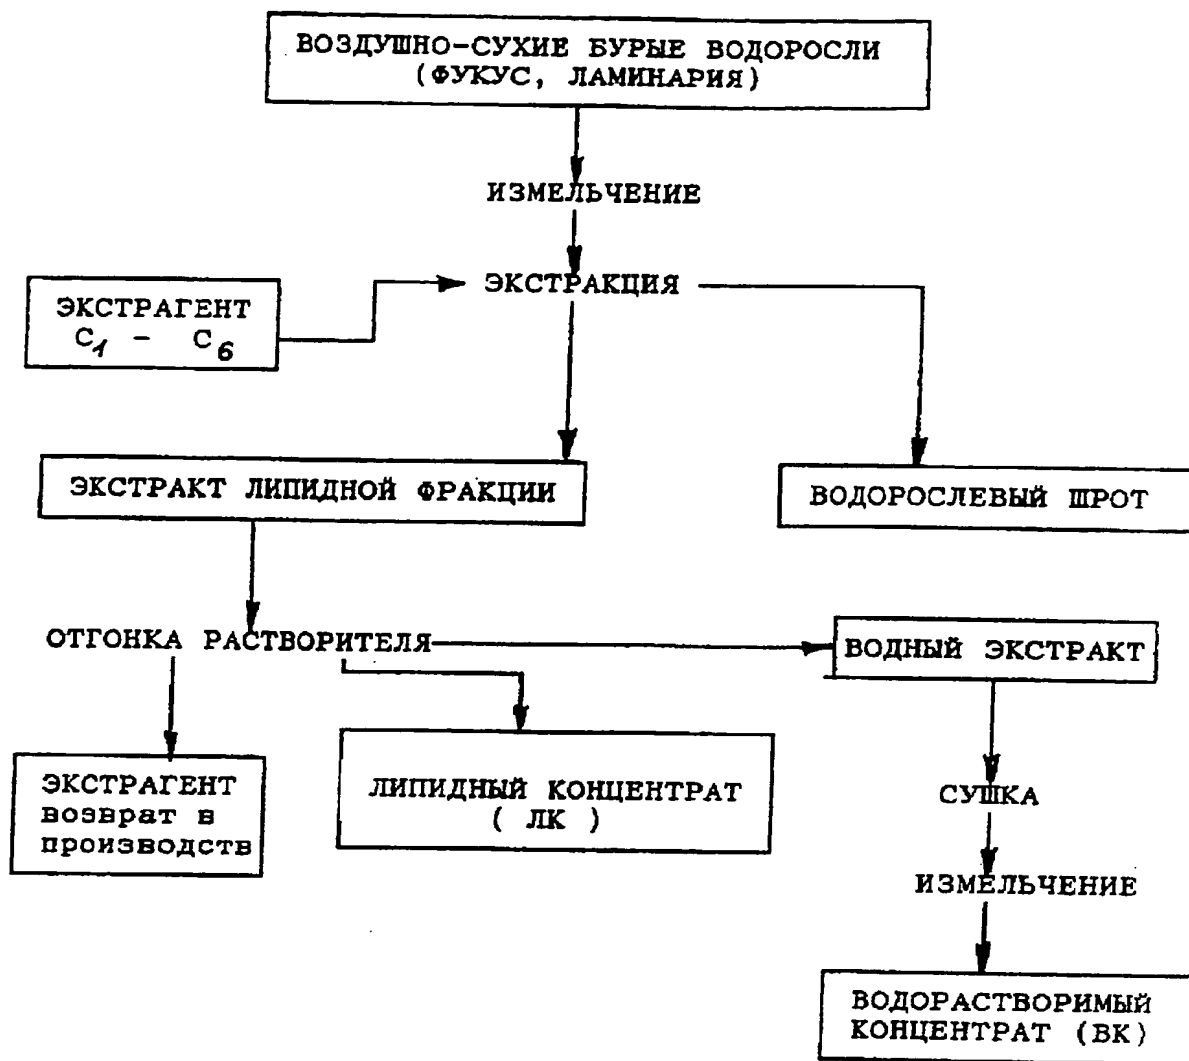 ВОЗДУШНО-СУХИЕ БУРЫЕ ВОДОРОСЛИ
(ФУКУС, ЛАМИНАРИЯ)
ИЗМЕЛЬЧЕНИЕ
ЭКСТРАКЦИЯ
ЭКСТРАГЕНТ
C1 - C6
ЭКСТРАКТ ЛИПИДНОЙ ФРАКЦИИ
ВОДОРОСЛЕВЫЙ ШРОТ
ОТГОНКА РАСТВОРИТЕЛЯ
ВОДНЫЙ ЭКСТРАКТ
ЭКСТРАГЕНТ
возврат в
производств
ЛИПИДНЫЙ КОНЦЕНТРАТ
( ЛК )
СУШКА
ИЗМЕЛЬЧЕНИЕ
ВОДОРАСТВОРИМЫЙ
КОНЦЕНТРАТ (ВК)